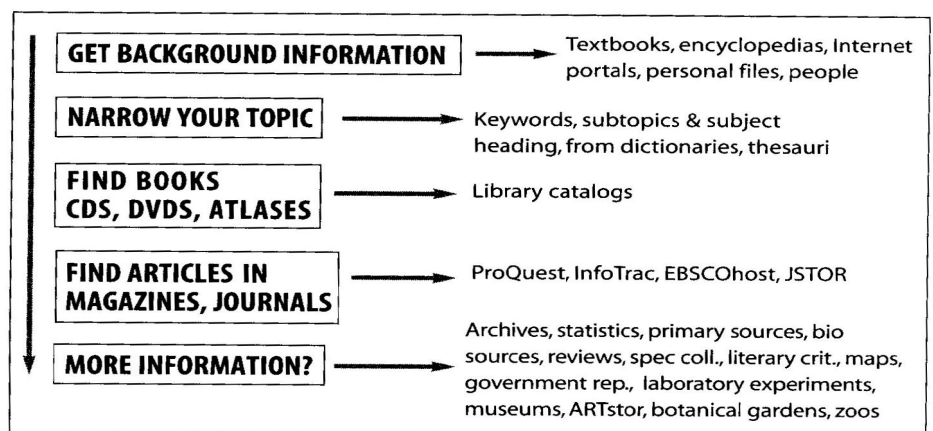 GET BACKGROUND INFORMATION
Textbooks, encyclopedias, Internet
portals, personal files, people
NARROW YOUR TOPIC
Keywords, subtopics & subject
heading, from dictionaries, thesauri
FIND BOOKS
CDS, DVDS, ATLASES
Library catalogs
FIND ARTICLES IN
MAGAZINES, JOURNALS
ProQuest, InfoTrac, EBSCOhost, JSTOR
MORE INFORMATION?
Archives, statistics, primary sources, bio
sources, reviews, spec coll., literary crit., maps,
government rep., laboratory experiments,
museums, ARTstor, botanical gardens, zoos